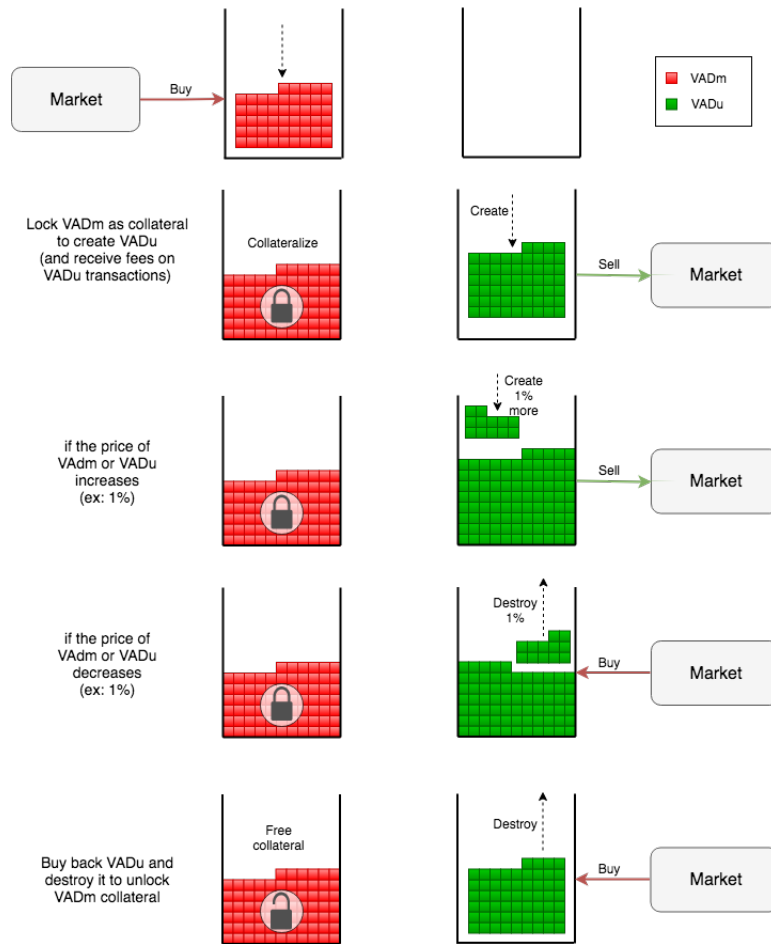 Market
Buy
VADm
VADu
Lock VADm as collateral
to create VADu
(and receive fees on
VADu transactions)
Collateralize
Create
Sell
Market
if the price of
VAdm or VADu
increases
(ex: 1%)
Create
1%
more
Sell
Market
if the price of
VAdm or VADu
decreases
(ex: 1%)
Destroy
1%
Buy
Market
Buy back VADu and
destroy it to unlock
VADm collateral
Free
collateral
Destroy
Buy
Market